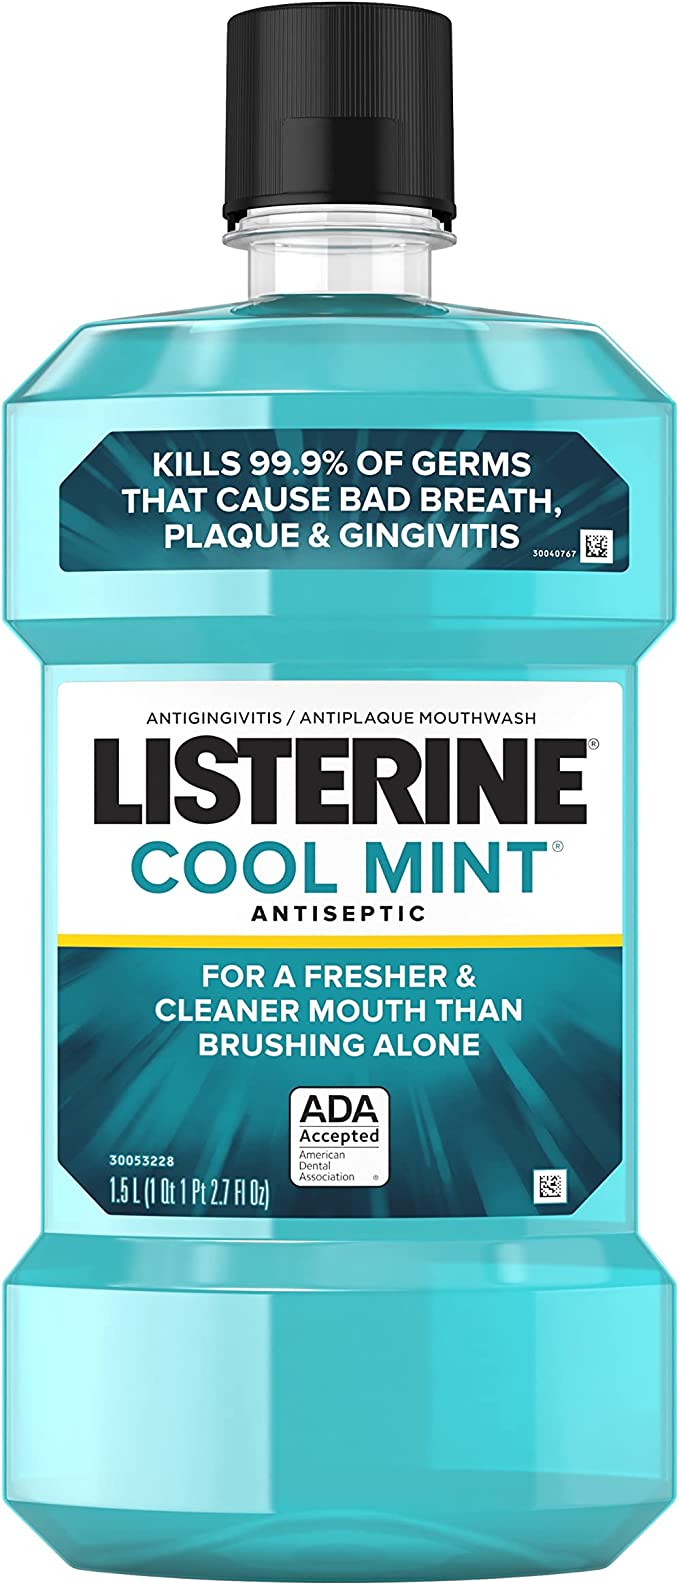 KILLS 99.9% OF GERMS
THAT CAUSE BAD BREATH,
PLAQUE & GINGIVITIS
30040767
ANTIGINGIVITIS / ANTIPLAQUE MOUTHWASH
LISTERINE®
COOL MINT®
ANTISEPTIC
FOR A FRESHER &
CLEANER MOUTH THAN
BRUSHING ALONE
ADA
Accepted
American
Dental
Association ®
30053228
1.5 L (1 Qt 1 Pt 2.7 Fl Oz)